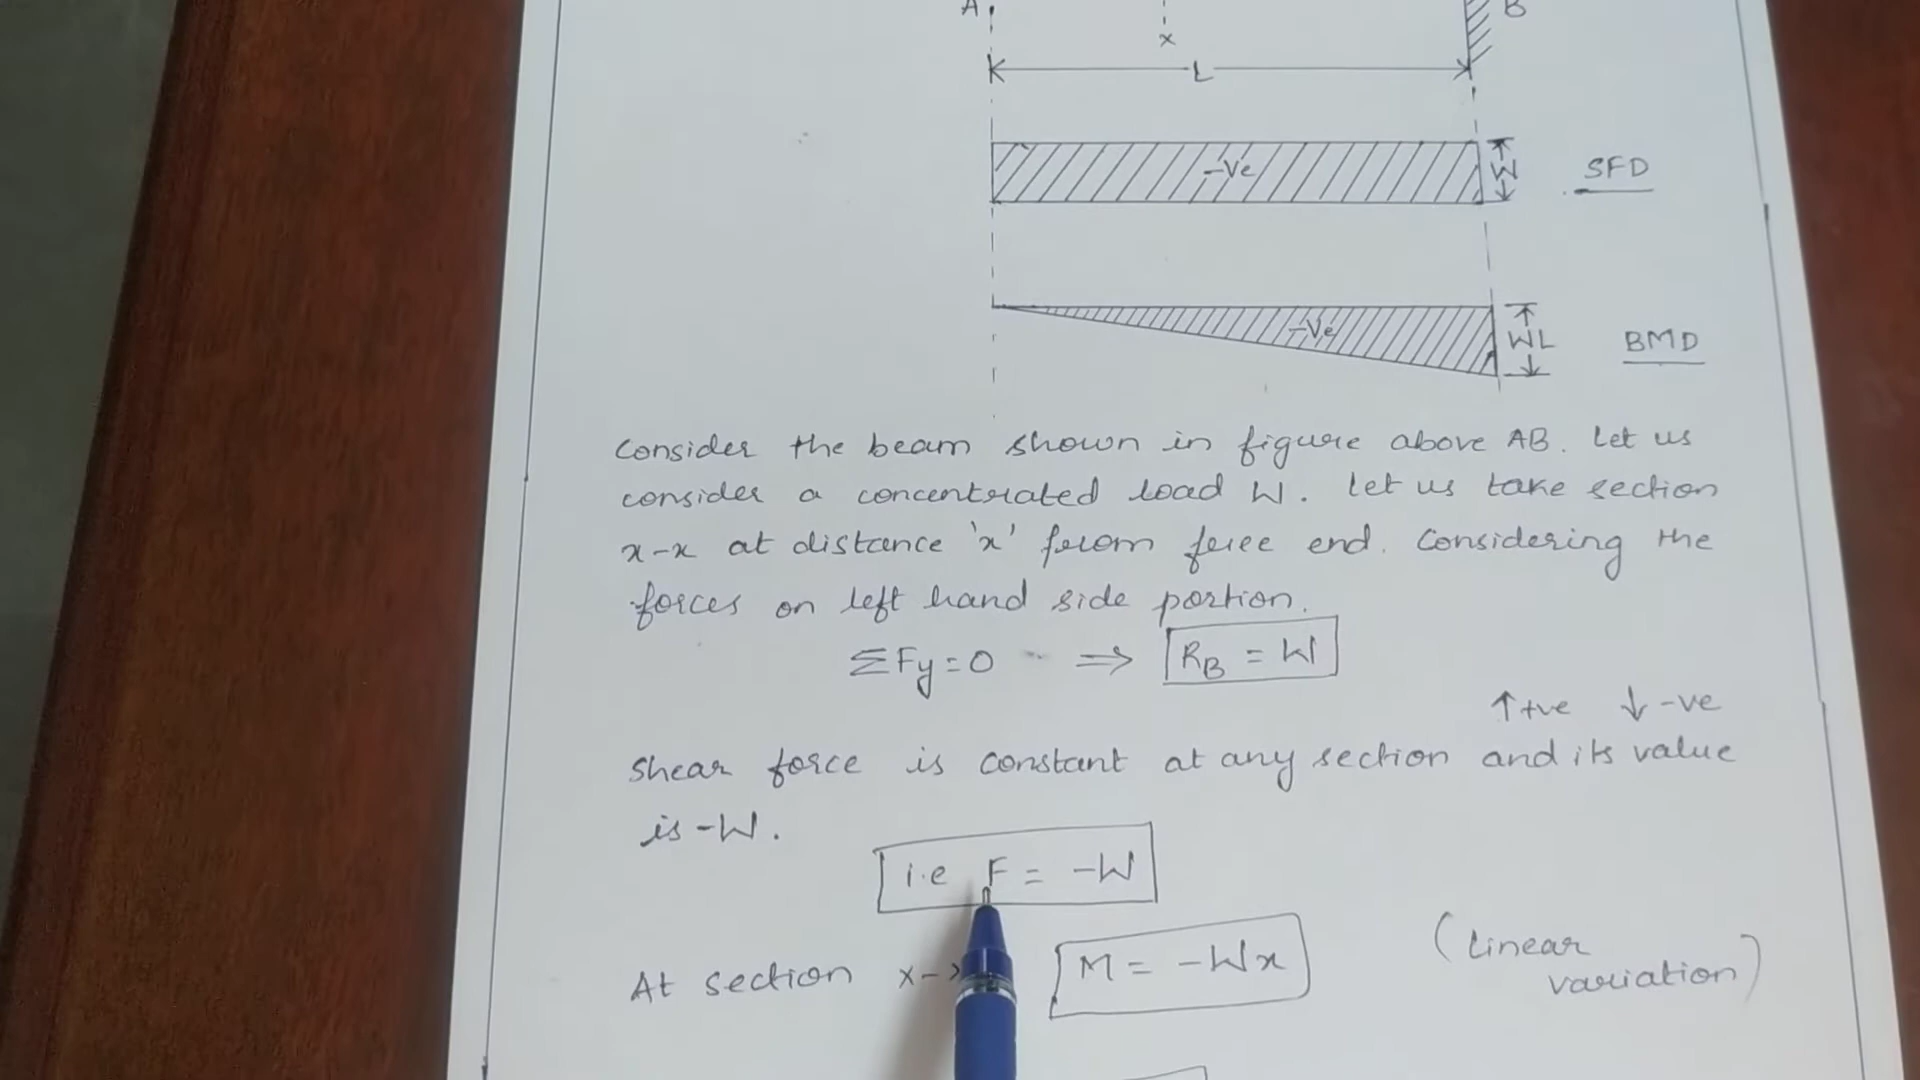 A
B
x
L
-Ve
W
SFD
-Ve
WL
BMD
Consider the beam shown in figure above AB. Let us
consider a concentrated load W. Let us take section
x-x at distance 'x' from free end. Considering the
forces on left hand side portion.
ΣFy=0 ⇒ RB = W
↑+ve ↓-ve
Shear force is constant at any section and its value
is -W.
i.e F = -W
At section x- M = -Wx (Linear
variation)